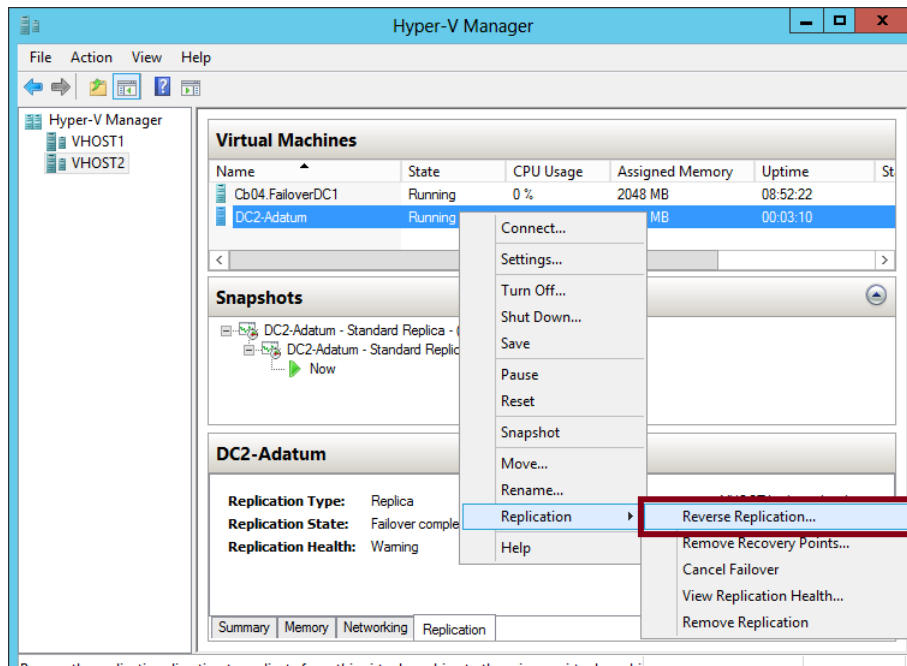 Hyper-V Manager
File Action View Help
Hyper-V Manager
VHOST1
VHOST2
Virtual Machines
Name State CPU Usage Assigned Memory Uptime St
Cb04.FailoverDC1 Running 0 % 2048 MB 08:52:22
DC2-Adatum Running MB 00:03:10
Connect...
Settings...
Turn Off...
Shut Down...
Save
Pause
Reset
Snapshot
Move...
Rename...
Replication
Help
Reverse Replication...
Remove Recovery Points...
Cancel Failover
View Replication Health...
Remove Replication
Snapshots
DC2-Adatum - Standard Replica - (
DC2-Adatum - Standard Replic
Now
DC2-Adatum
Replication Type: Replica
Replication State: Failover comple
Replication Health: Warning
Summary Memory Networking Replication